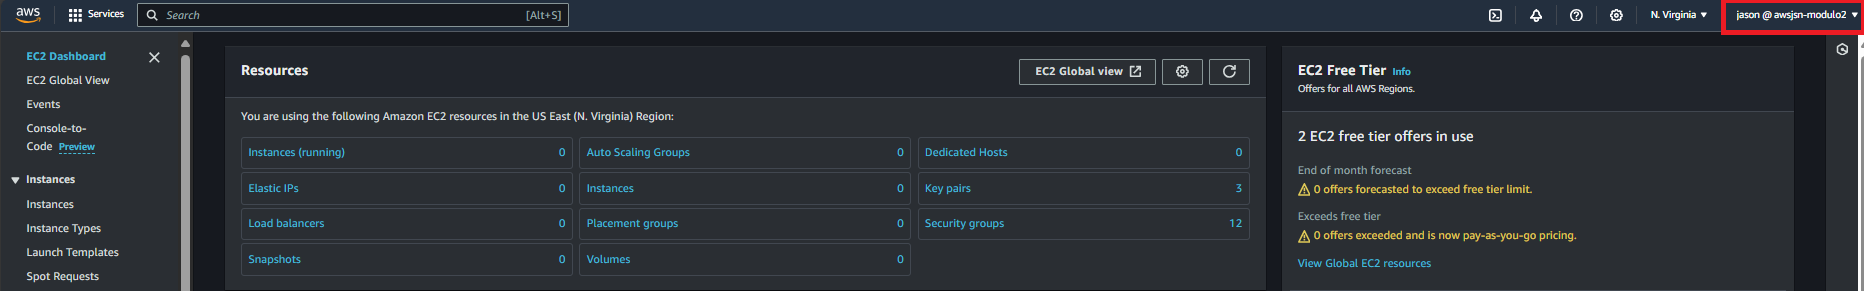 aws
Services
Search
[Alt+S]
N. Virginia
jason @ awsjsn-modulo2
EC2 Dashboard
EC2 Global View
Events
Console-to-
Code Preview
Instances
Instances
Instance Types
Launch Templates
Spot Requests
Resources
EC2 Global view
You are using the following Amazon EC2 resources in the US East (N. Virginia) Region:
Instances (running) 0
Auto Scaling Groups 0
Dedicated Hosts 0
Elastic IPs 0
Instances 0
Key pairs 3
Load balancers 0
Placement groups 0
Security groups 12
Snapshots 0
Volumes 0
EC2 Free Tier Info
Offers for all AWS Regions.
2 EC2 free tier offers in use
End of month forecast
0 offers forecasted to exceed free tier limit.
Exceeds free tier
0 offers exceeded and is now pay-as-you-go pricing.
View Global EC2 resources